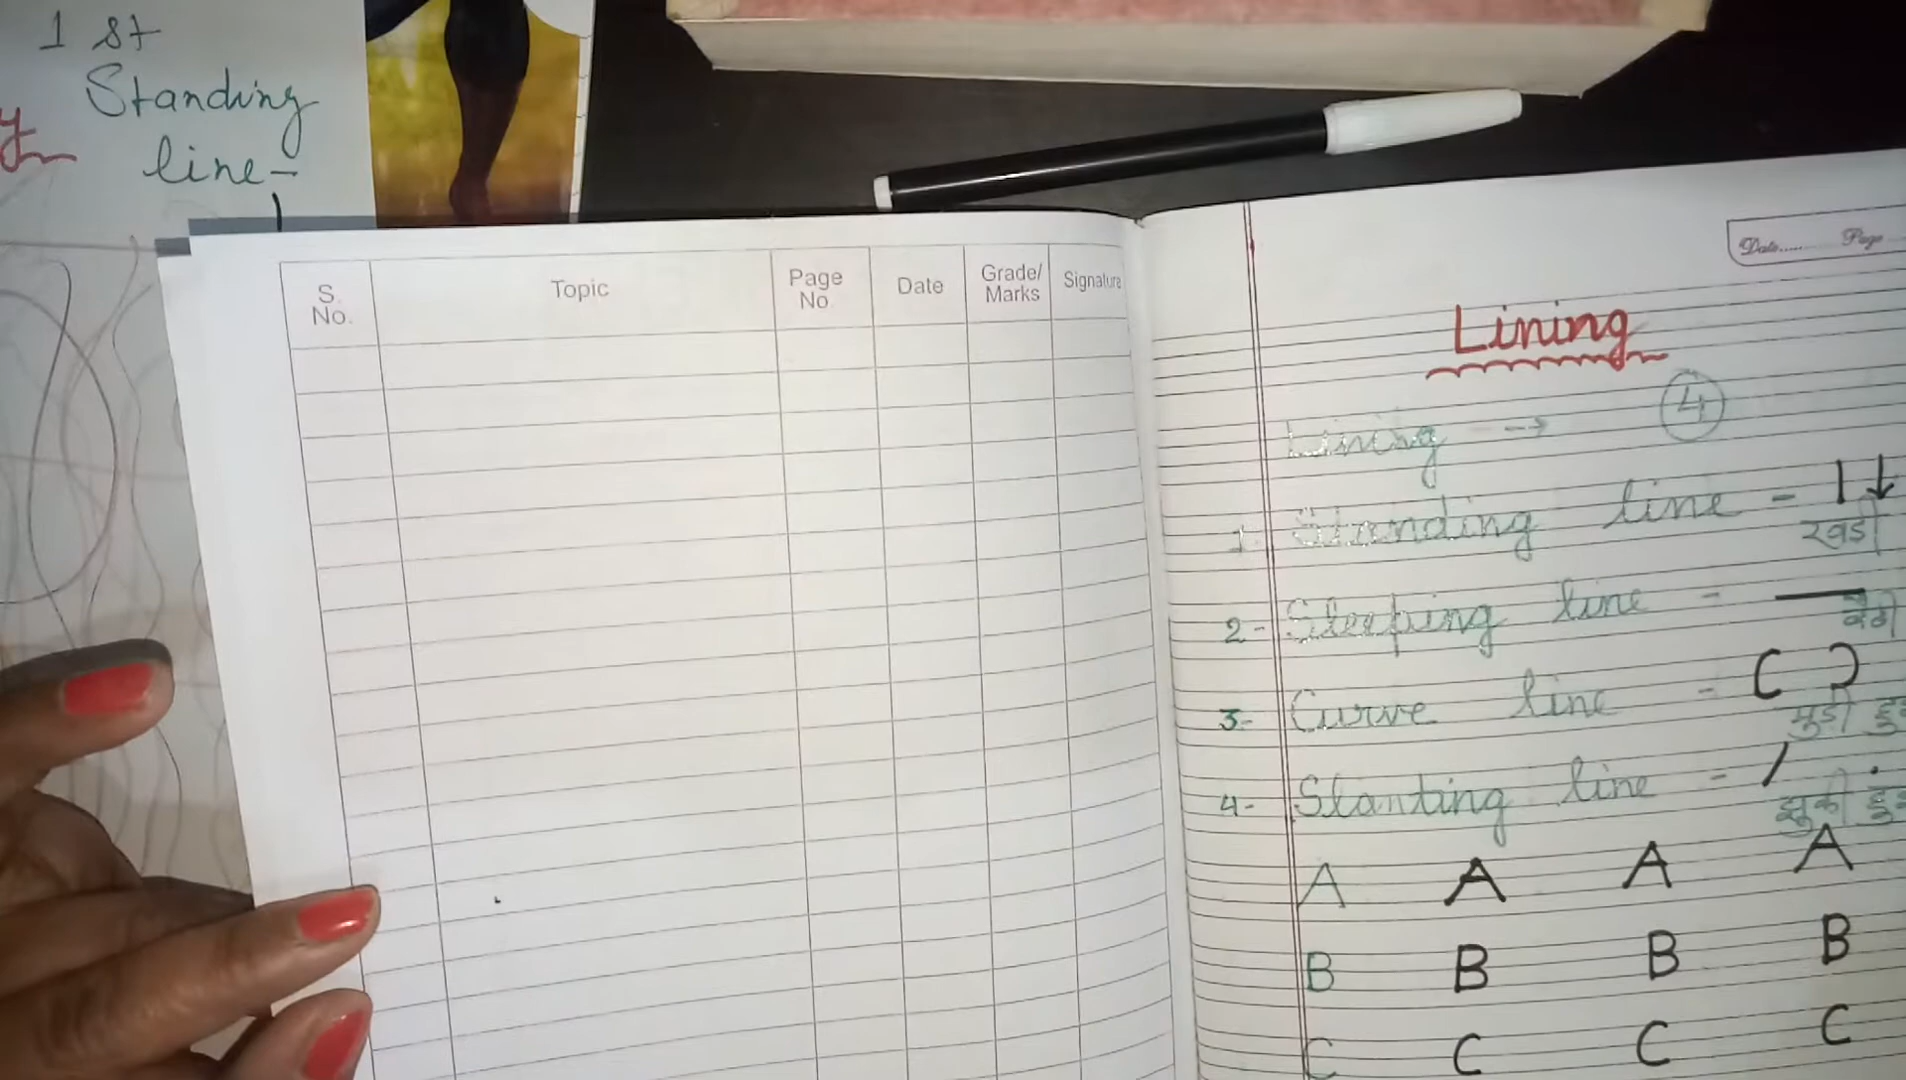 1 st
Standing
line-
S. No.
Topic
Page No
Date
Grade/ Marks
Signature
Date..... Page
Lining
Lining → 4
1- Standing line - | ↓
खड़ी
2- Sleeping line - —
3- Curve line - C Ɔ
मुड़ी
4- Slanting line - /
झुकी
A A A A
B B B B
C C C C